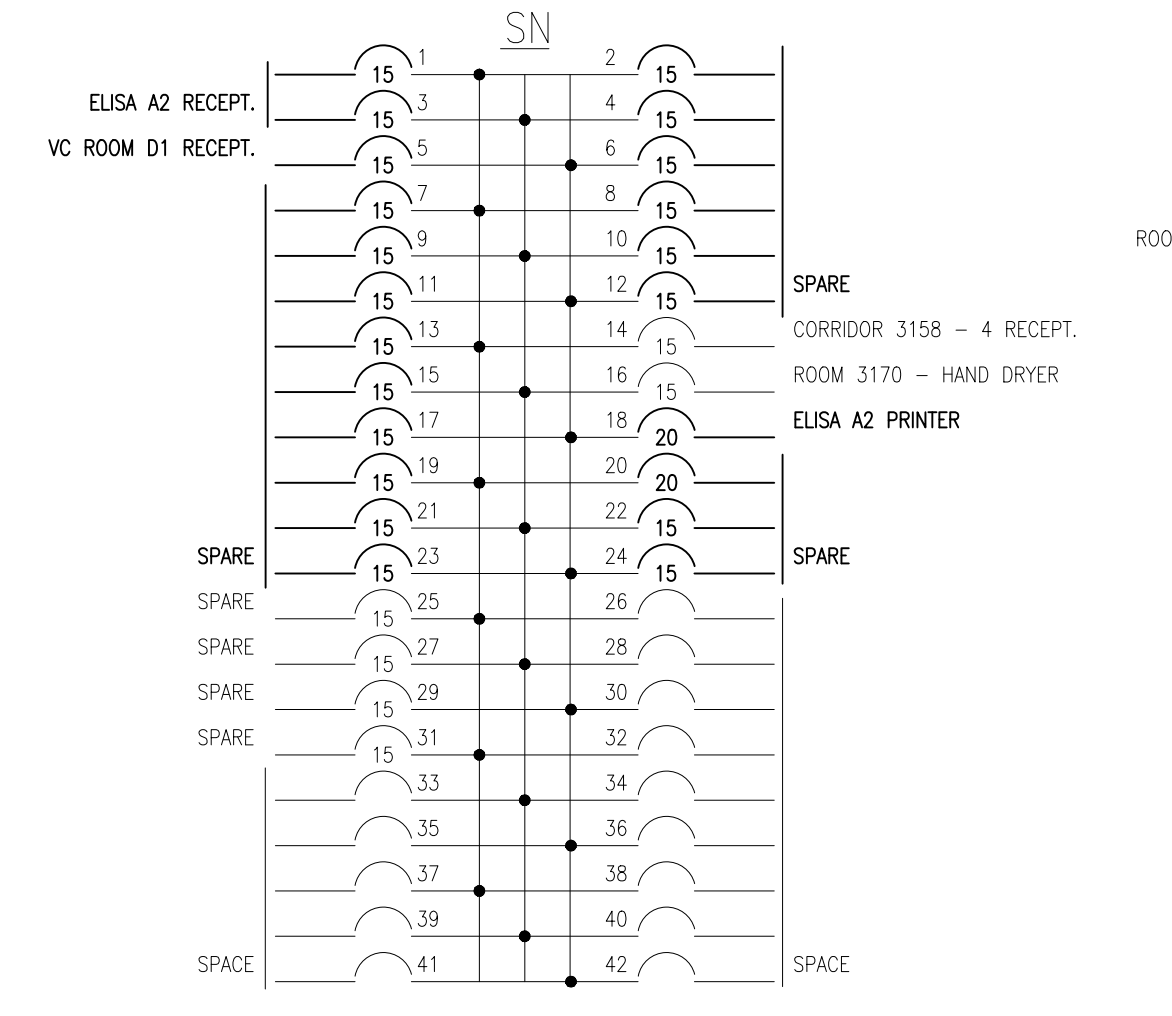 SN
1 2
15 15
ELISA A2 RECEPT. 3 4
15 15
VC ROOM D1 RECEPT. 5 6
15 15
7 8
15 15
9 10 ROO
15 15
11 12 SPARE
15 15
13 14 CORRIDOR 3158 – 4 RECEPT.
15 15
15 16 ROOM 3170 – HAND DRYER
15 15
17 18 ELISA A2 PRINTER
15 20
19 20
15 20
21 22
15 15
SPARE 23 24 SPARE
15 15
SPARE 25 26
15
SPARE 27 28
15
SPARE 29 30
15
SPARE 31 32
15
33 34
35 36
37 38
39 40
SPACE 41 42 SPACE